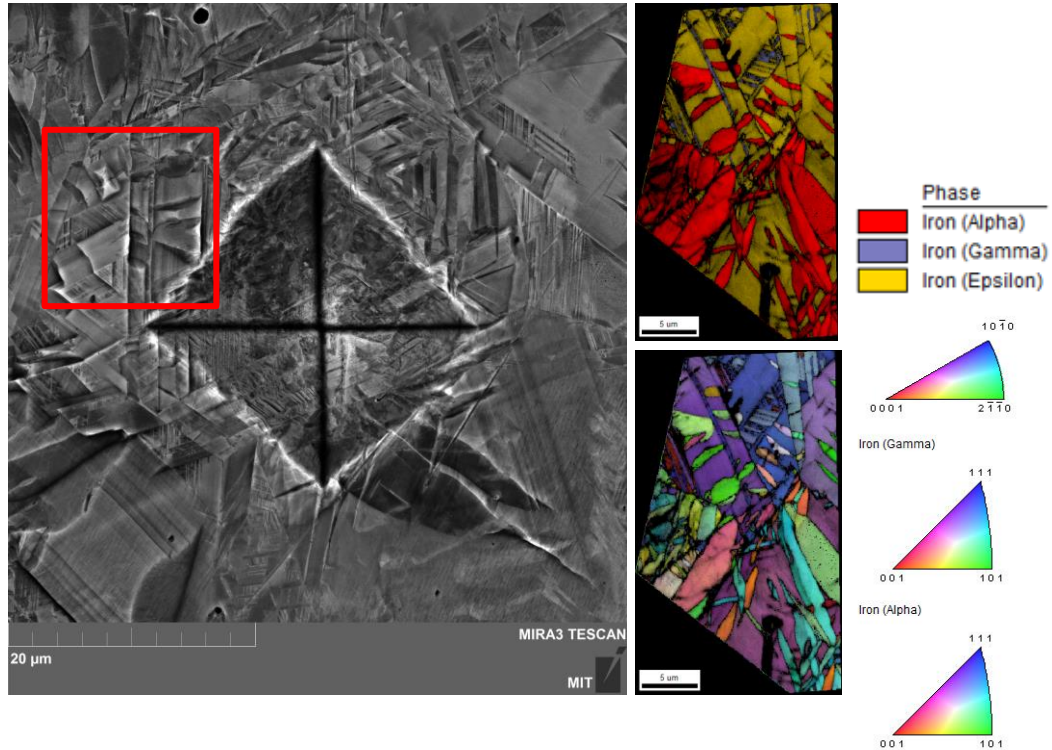 MIRA3 TESCAN
20 µm
MIT
5 um
5 um
Phase
Iron (Alpha)
Iron (Gamma)
Iron (Epsilon)
1 0 1̅ 0
0 0 0 1
2 1̅ 1̅ 0
Iron (Gamma)
1 1 1
0 0 1
1 0 1
Iron (Alpha)
1 1 1
0 0 1
1 0 1